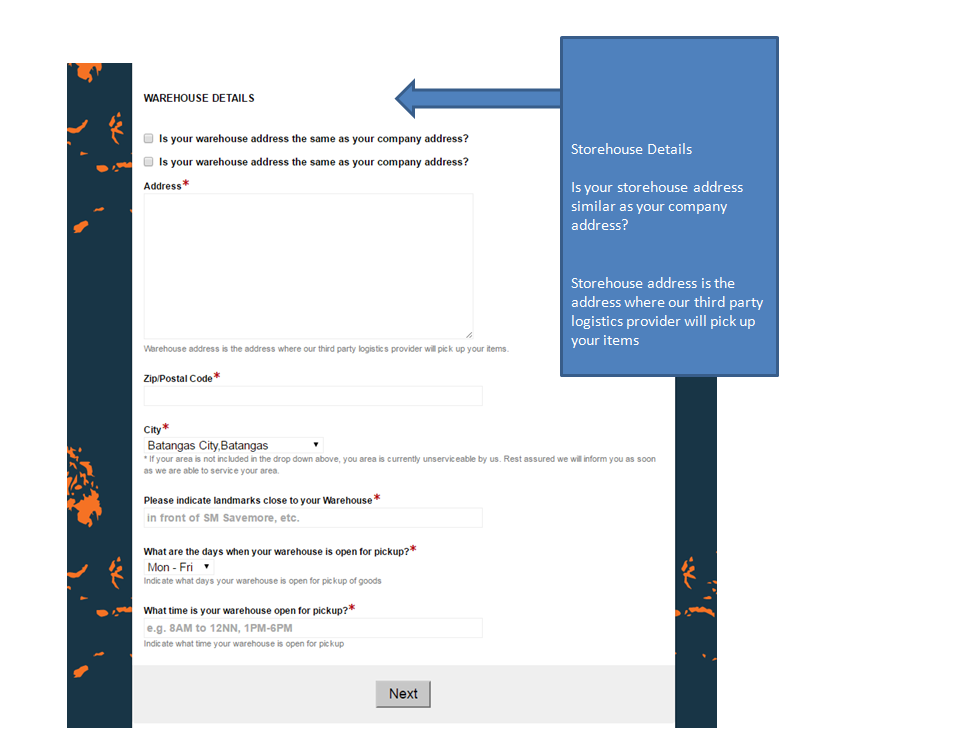 WAREHOUSE DETAILS
Is your warehouse address the same as your company address?
Is your warehouse address the same as your company address?
Address*
Warehouse address is the address where our third party logistics provider will pick up your items.
Zip/Postal Code*
City*
Batangas City,Batangas
* If your area is not included in the drop down above, you area is currently unserviceable by us. Rest assured we will inform you as soon
as we are able to service your area.
Please indicate landmarks close to your Warehouse*
in front of SM Savemore, etc.
What are the days when your warehouse is open for pickup?*
Mon - Fri
Indicate what days your warehouse is open for pickup of goods
What time is your warehouse open for pickup?*
e.g. 8AM to 12NN, 1PM-6PM
Indicate what time your warehouse is open for pickup
Next
Storehouse Details
Is your storehouse address
similar as your company
address?
Storehouse address is the
address where our third party
logistics provider will pick up
your items